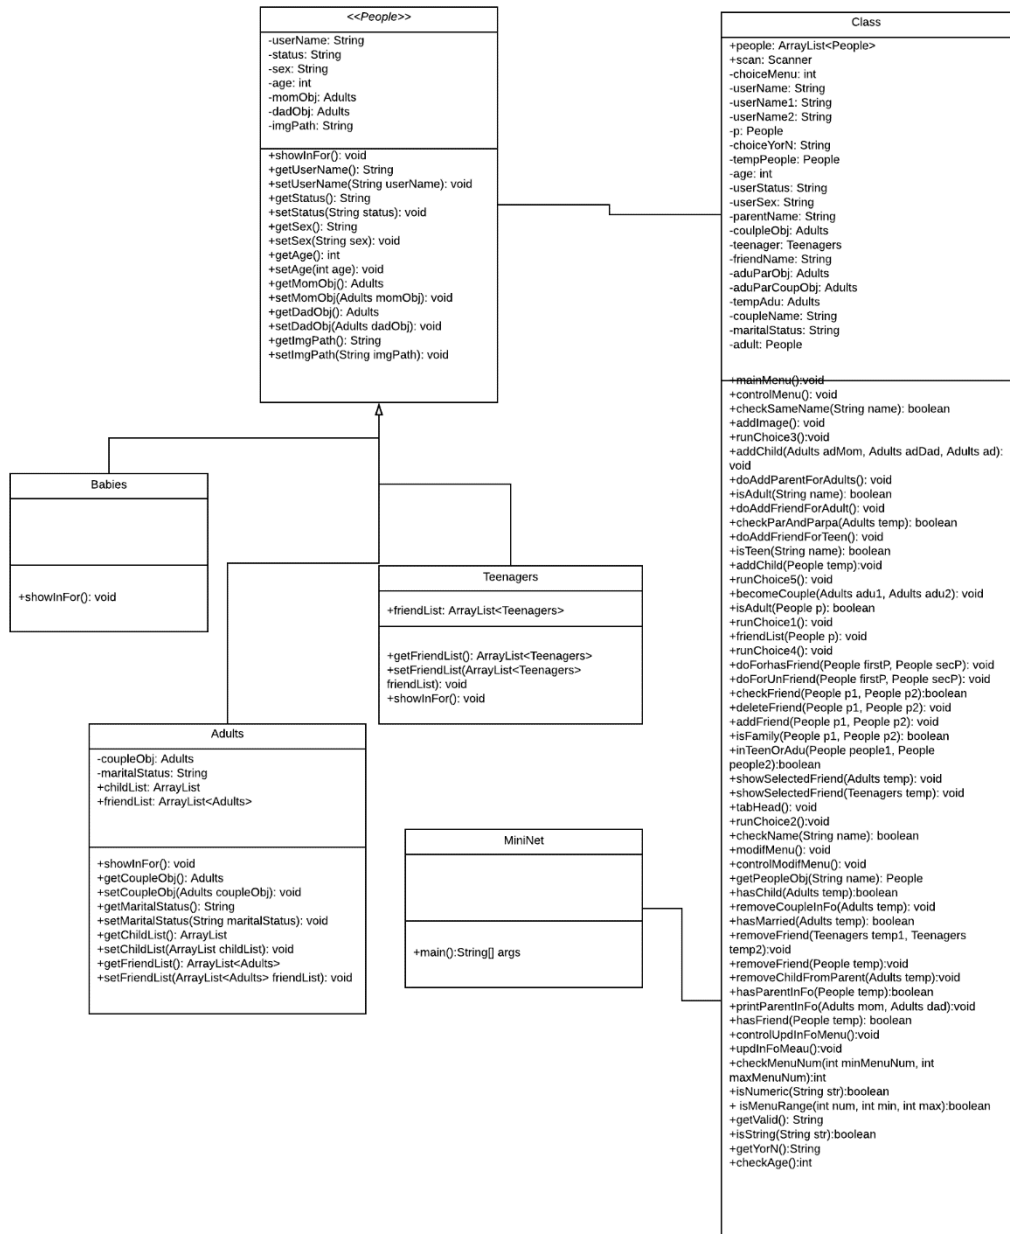 <<People>>
-userName: String
-status: String
-sex: String
-age: int
-momObj: Adults
-dadObj: Adults
-imgPath: String
+showInFor(): void
+getUserName(): String
+setUserName(String userName): void
+getStatus(): String
+setStatus(String status): void
+getSex(): String
+setSex(String sex): void
+getAge(): int
+setAge(int age): void
+getMomObj(): Adults
+setMomObj(Adults momObj): void
+getDadObj(): Adults
+setDadObj(Adults dadObj): void
+getImgPath(): String
+setImgPath(String imgPath): void
Babies
+showInFor(): void
Teenagers
+friendList: ArrayList<Teenagers>
+getFriendList(): ArrayList<Teenagers>
+setFriendList(ArrayList<Teenagers>
friendList): void
+showInFor(): void
Adults
-coupleObj: Adults
-maritalStatus: String
+childList: ArrayList
+friendList: ArrayList<Adults>
+showInFor(): void
+getCoupleObj(): Adults
+setCoupleObj(Adults coupleObj): void
+getMaritalStatus(): String
+setMaritalStatus(String maritalStatus): void
+getChildList(): ArrayList
+setChildList(ArrayList childList): void
+getFriendList(): ArrayList<Adults>
+setFriendList(ArrayList<Adults> friendList): void
MiniNet
+main():String[] args
Class
+people: ArrayList<People>
+scan: Scanner
-choiceMenu: int
-userName: String
-userName1: String
-userName2: String
-p: People
-choiceYorN: String
-tempPeople: People
-age: int
-userStatus: String
-userSex: String
-parentName: String
-coulpleObj: Adults
-teenager: Teenagers
-friendName: String
-aduParObj: Adults
-aduParCoupObj: Adults
-tempAdu: Adults
-coupleName: String
-maritalStatus: String
-adult: People
+mainMenu():void
+controlMenu(): void
+checkSameName(String name): boolean
+addImage(): void
+runChoice3():void
+addChild(Adults adMom, Adults adDad, Adults ad):
void
+doAddParentForAdults(): void
+isAdult(String name): boolean
+doAddFriendForAdult(): void
+checkParAndParpa(Adults temp): boolean
+doAddFriendForTeen(): void
+isTeen(String name): boolean
+addChild(People temp):void
+runChoice5(): void
+becomeCouple(Adults adu1, Adults adu2): void
+isAdult(People p): boolean
+runChoice1(): void
+friendList(People p): void
+runChoice4(): void
+doForhasFriend(People firstP, People secP): void
+doForUnFriend(People firstP, People secP): void
+checkFriend(People p1, People p2):boolean
+deleteFriend(People p1, People p2): void
+addFriend(People p1, People p2): void
+isFamily(People p1, People p2): boolean
+inTeenOrAdu(People people1, People
people2):boolean
+showSelectedFriend(Adults temp): void
+showSelectedFriend(Teenagers temp): void
+tabHead(): void
+runChoice2():void
+checkName(String name): boolean
+modifMenu(): void
+controlModifMenu(): void
+getPeopleObj(String name): People
+hasChild(Adults temp):boolean
+removeCoupleInFo(Adults temp): void
+hasMarried(Adults temp): boolean
+removeFriend(Teenagers temp1, Teenagers
temp2):void
+removeFriend(People temp):void
+removeChildFromParent(Adults temp):void
+hasParentInFo(People temp):boolean
+printParentInFo(Adults mom, Adults dad):void
+hasFriend(People temp): boolean
+controlUpdInFoMenu():void
+updInFoMeau():void
+checkMenuNum(int minMenuNum, int
maxMenuNum):int
+isNumeric(String str):boolean
+ isMenuRange(int num, int min, int max):boolean
+getValid(): String
+isString(String str):boolean
+getYorN():String
+checkAge():int